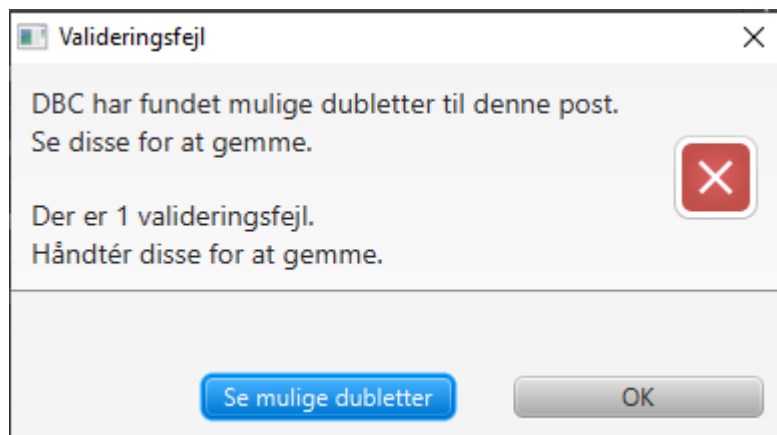 Valideringsfejl
DBC har fundet mulige dubletter til denne post.
Se disse for at gemme.
Der er 1 valideringsfejl.
Håndtér disse for at gemme.
Se mulige dubletter
OK